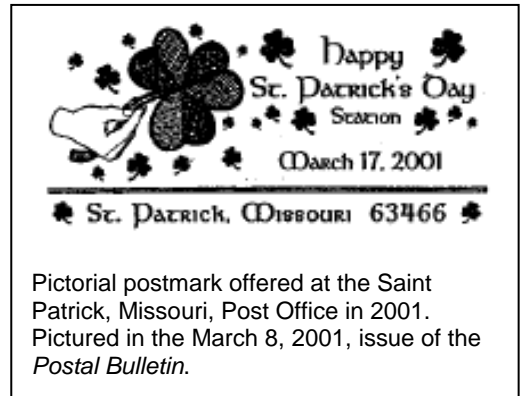 Happy
St. Patrick's Day
Station
March 17, 2001
St. Patrick, Missouri 63466
Pictorial postmark offered at the Saint
Patrick, Missouri, Post Office in 2001.
Pictured in the March 8, 2001, issue of the
Postal Bulletin.